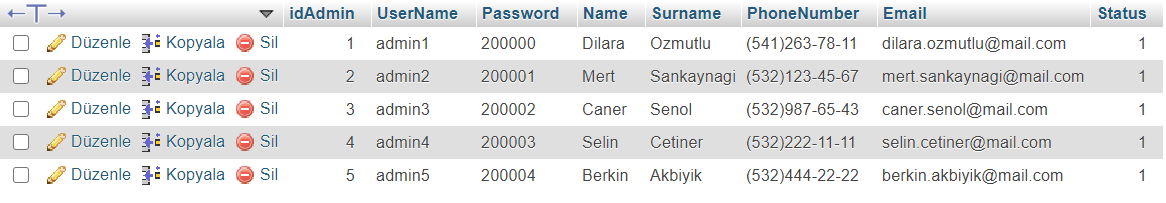 idAdmin UserName Password Name Surname PhoneNumber Email Status
Düzenle Kopyala Sil 1 admin1 200000 Dilara Ozmutlu (541)263-78-11 dilara.ozmutlu@mail.com 1
Düzenle Kopyala Sil 2 admin2 200001 Mert Sankaynagi (532)123-45-67 mert.sankaynagi@mail.com 1
Düzenle Kopyala Sil 3 admin3 200002 Caner Senol (532)987-65-43 caner.senol@mail.com 1
Düzenle Kopyala Sil 4 admin4 200003 Selin Cetiner (532)222-11-11 selin.cetiner@mail.com 1
Düzenle Kopyala Sil 5 admin5 200004 Berkin Akbiyik (532)444-22-22 berkin.akbiyik@mail.com 1